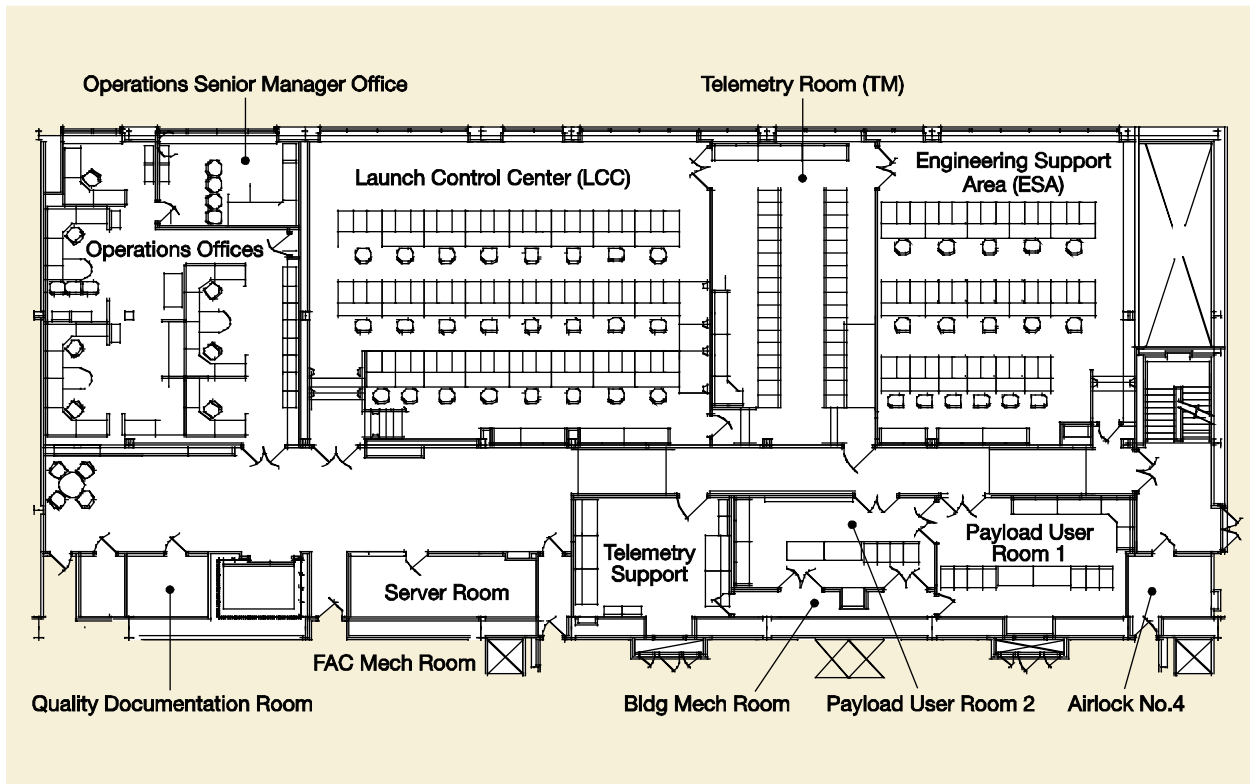 Operations Senior Manager Office
Telemetry Room (TM)
Launch Control Center (LCC)
Engineering Support
Area (ESA)
Operations Offices
Telemetry
Support
Payload User
Room 1
Server Room
FAC Mech Room
Quality Documentation Room
Bldg Mech Room
Payload User Room 2
Airlock No.4